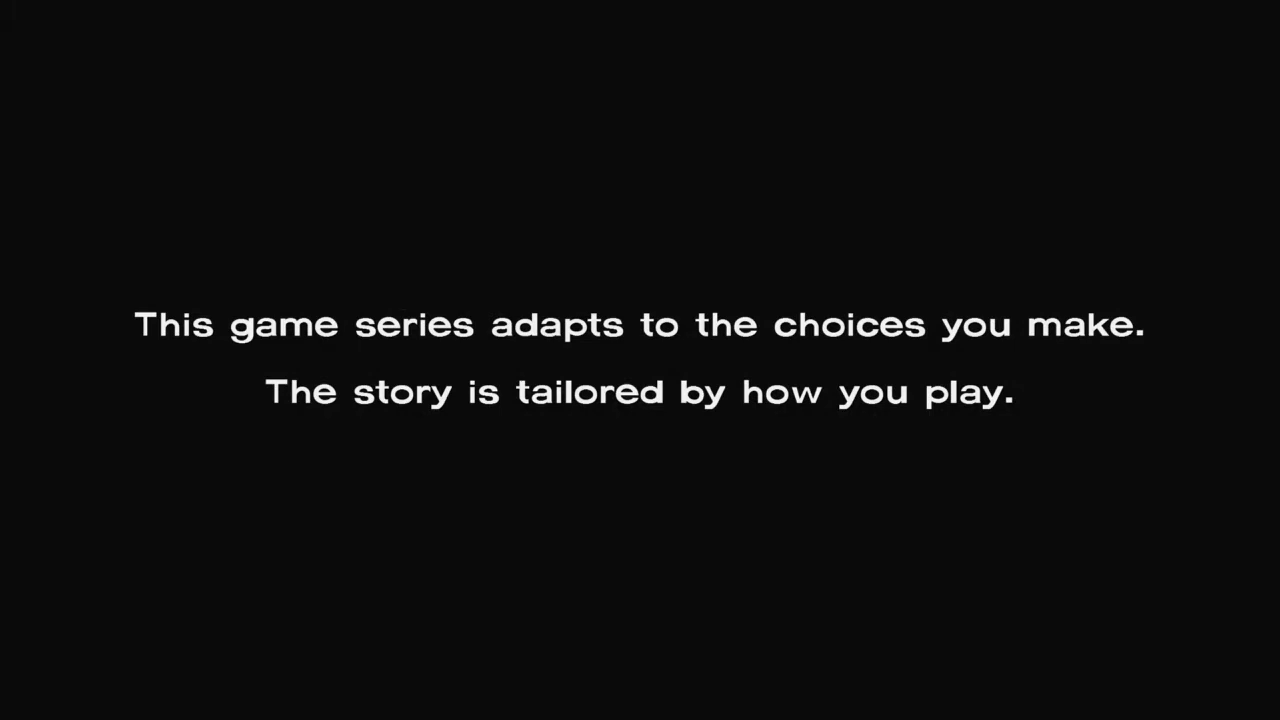 This game series adapts to the choices you make.
The story is tailored by how you play.